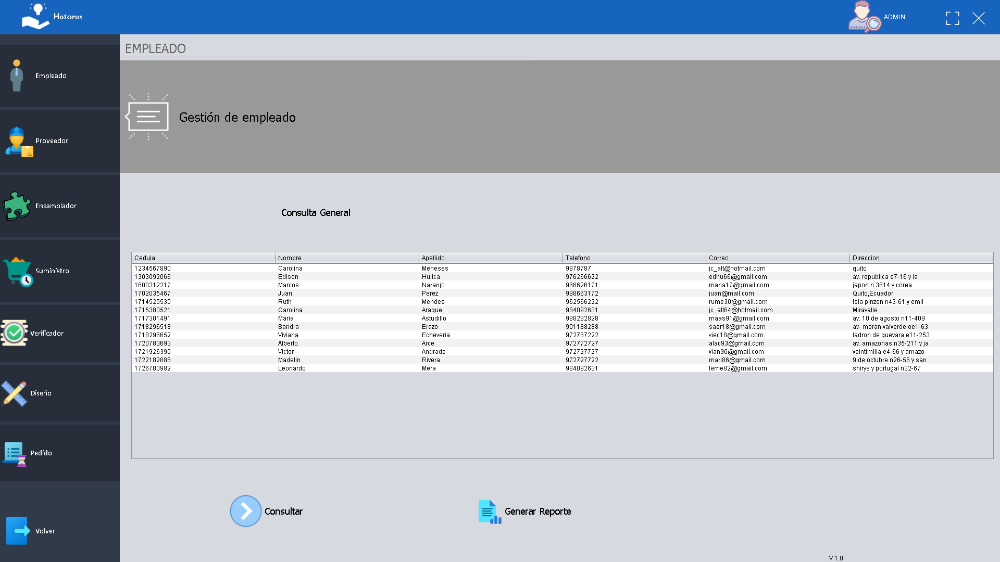 Hotarus
ADMIN
EMPLEADO
Empleado
Proveedor
Ensamblador
Suministro
Verificador
Diseño
Pedido
Volver
Gestión de empleado
Consulta General
Cedula Nombre Apellido Telefono Correo Direccion
1234567890 Carolina Meneses 9878787 jc_alt@hotmail.com quito
1303092066 Edison Huilca 976266622 edhu66@gmail.com av. republica e7-16 y la
1600312217 Marcos Naranjo 966626171 mana17@gmail.com japon n 3614 y corea
1702035467 Juan Perez 998663172 juan@mail.com Quito,Ecuador
1714525530 Ruth Mendes 962566222 rume30@gmail.com isla pinzon n43-61 y emil
1715380521 Carolina Araque 984092631 jc_alt64@hotmail.com Miravalle
1717301491 Maria Astudillo 988282828 maas91@gmail.com av. 10 de agosto n11-409
1718296518 Sandra Erazo 901188288 saer18@gmail.com av- moran valverde oe1-63
1718296652 Viviana Echeveria 972767222 viec18@gmail.com ladron de guevara e11-253
1720783693 Alberto Arce 972772727 alac93@gmail.com av. amazonas n35-211 y ja
1721926390 Victor Andrade 972727727 vian90@gmail.com veintimilla e4-66 y amazo
1722182886 Madelin Rivera 972727722 mari86@gmail.com 9 de octubre n26-56 y san
1726780982 Leonardo Mera 984092631 leme82@gmail.com shirys y portugal n32-67
Consultar
Generar Reporte
V 1.0